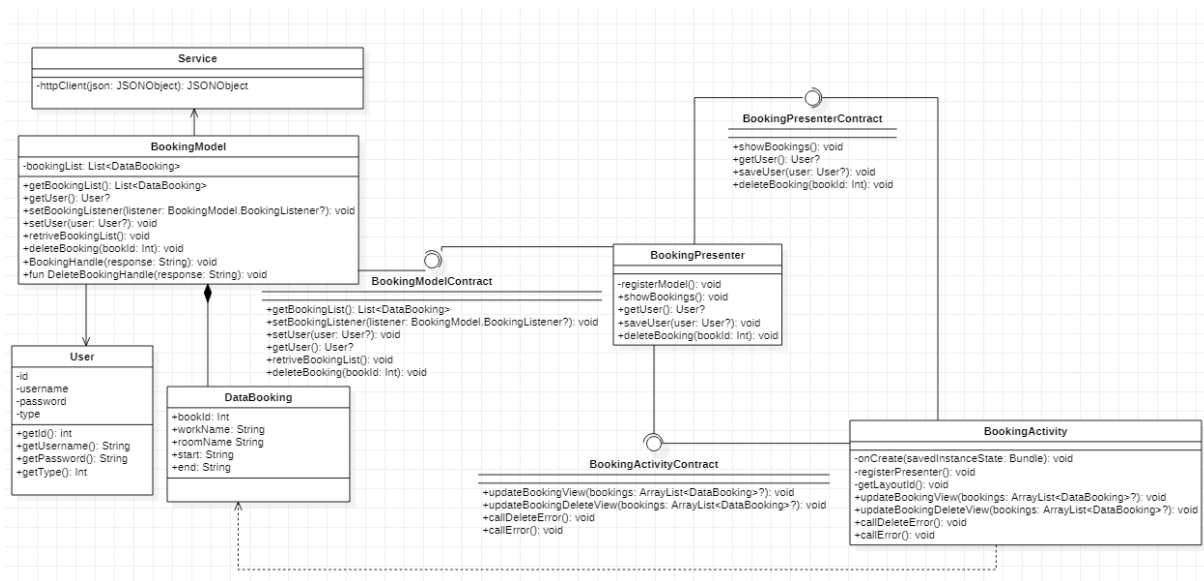 Service
-httpClient(json: JSONObject): JSONObject
BookingModel
-bookingList: List<DataBooking>
+getBookingList(): List<DataBooking>
+getUser(): User?
+setBookingListener(listener: BookingModel.BookingListener?): void
+setUser(user: User?): void
+retriveBookingList(): void
+deleteBooking(bookId: Int): void
+BookingHandle(response: String): void
+fun DeleteBookingHandle(response: String): void
User
-id
-username
-password
-type
+getId(): int
+getUsername(): String
+getPassword(): String
+getType(): Int
DataBooking
+bookId: Int
+workName: String
+roomName String
+start: String
+end: String
BookingModelContract
+getBookingList(): List<DataBooking>
+setBookingListener(listener: BookingModel.BookingListener?): void
+setUser(user: User?): void
+getUser(): User?
+retriveBookingList(): void
+deleteBooking(bookId: Int): void
BookingPresenterContract
+showBookings(): void
+getUser(): User?
+saveUser(user: User?): void
+deleteBooking(bookId: Int): void
BookingPresenter
-registerModel(): void
+showBookings(): void
+getUser(): User?
+saveUser(user: User?): void
+deleteBooking(bookId: Int): void
BookingActivityContract
+updateBookingView(bookings: ArrayList<DataBooking>?): void
+updateBookingDeleteView(bookings: ArrayList<DataBooking>?): void
+callDeleteError(): void
+callError(): void
BookingActivity
-onCreate(savedInstanceState: Bundle): void
-registerPresenter(): void
-getLayoutId(): void
+updateBookingView(bookings: ArrayList<DataBooking>?): void
+updateBookingDeleteView(bookings: ArrayList<DataBooking>?): void
+callDeleteError(): void
+callError(): void